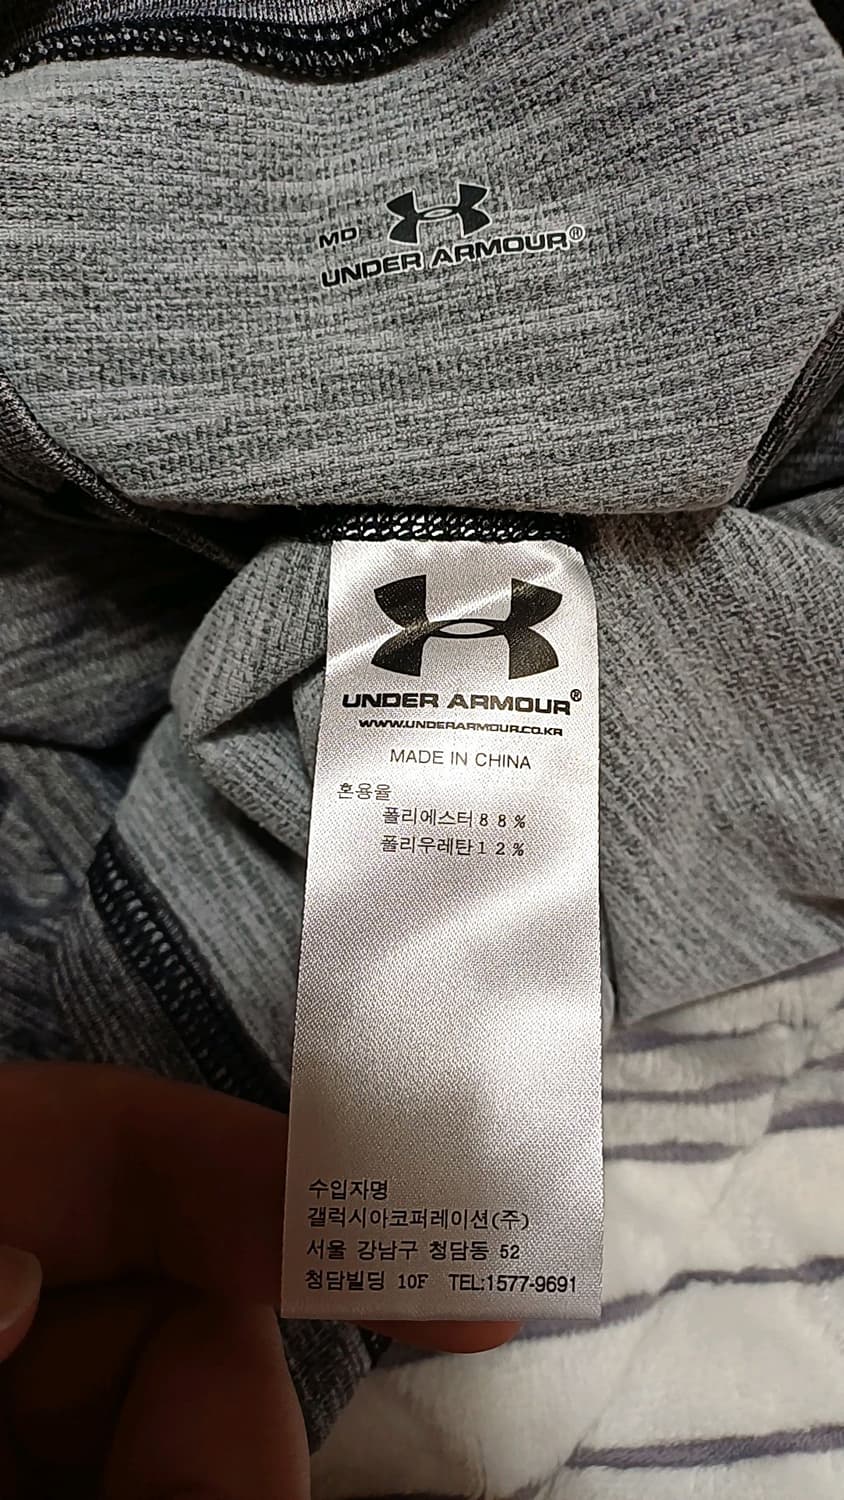 MD
UNDER ARMOUR®
UNDER ARMOUR®
WWW.UNDERARMOUR.CO.KR
MADE IN CHINA
혼용율
폴리에스터 8 8 %
폴리우레탄 1 2 %
수입자명
갤럭시아코퍼레이션(주)
서울 강남구 청담동 52
청담빌딩 10F TEL:1577-9691